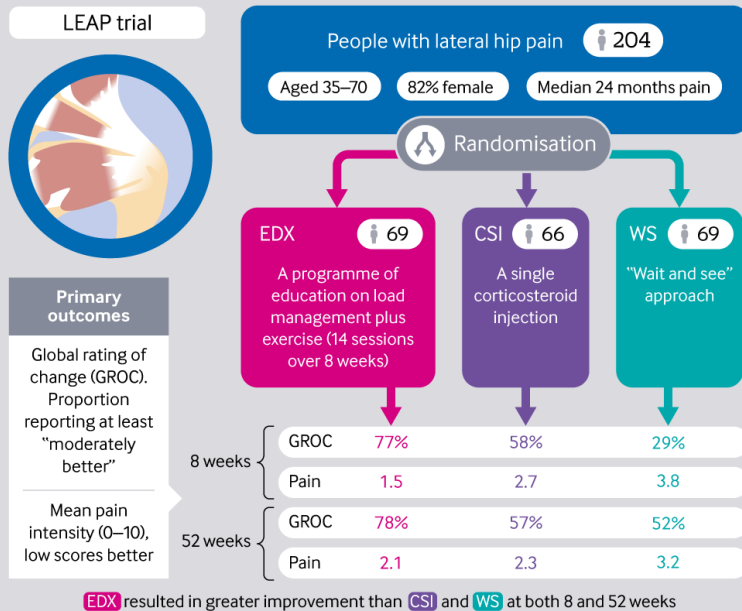 LEAP trial
People with lateral hip pain 204
Aged 35–70
82% female
Median 24 months pain
Randomisation
EDX 69
A programme of
education on load
management plus
exercise (14 sessions
over 8 weeks)
CSI 66
A single
corticosteroid
injection
WS 69
"Wait and see"
approach
Primary
outcomes
Global rating of
change (GROC).
Proportion
reporting at least
"moderately
better"
Mean pain
intensity (0–10),
low scores better
8 weeks
GROC 77% 58% 29%
Pain 1.5 2.7 3.8
52 weeks
GROC 78% 57% 52%
Pain 2.1 2.3 3.2
EDX resulted in greater improvement than CSI and WS at both 8 and 52 weeks